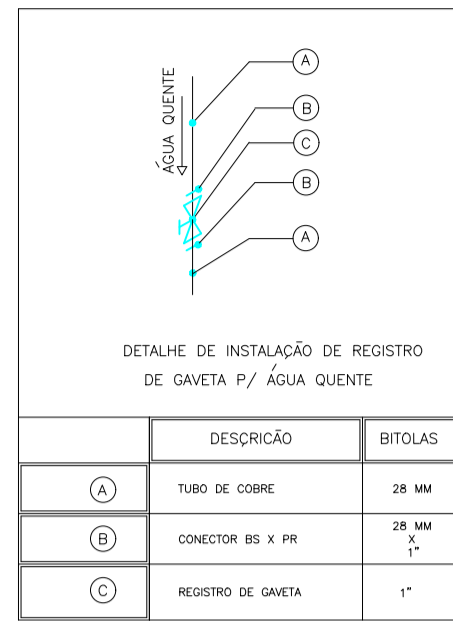 ÁGUA QUENTE
A
B
C
B
A
DETALHE DE INSTALAÇÃO DE REGISTRO
DE GAVETA P/ ÁGUA QUENTE
DESÇRICÃO BITOLAS
A TUBO DE COBRE 28 MM
B CONECTOR BS X PR 28 MM
X
1"
C REGISTRO DE GAVETA 1"